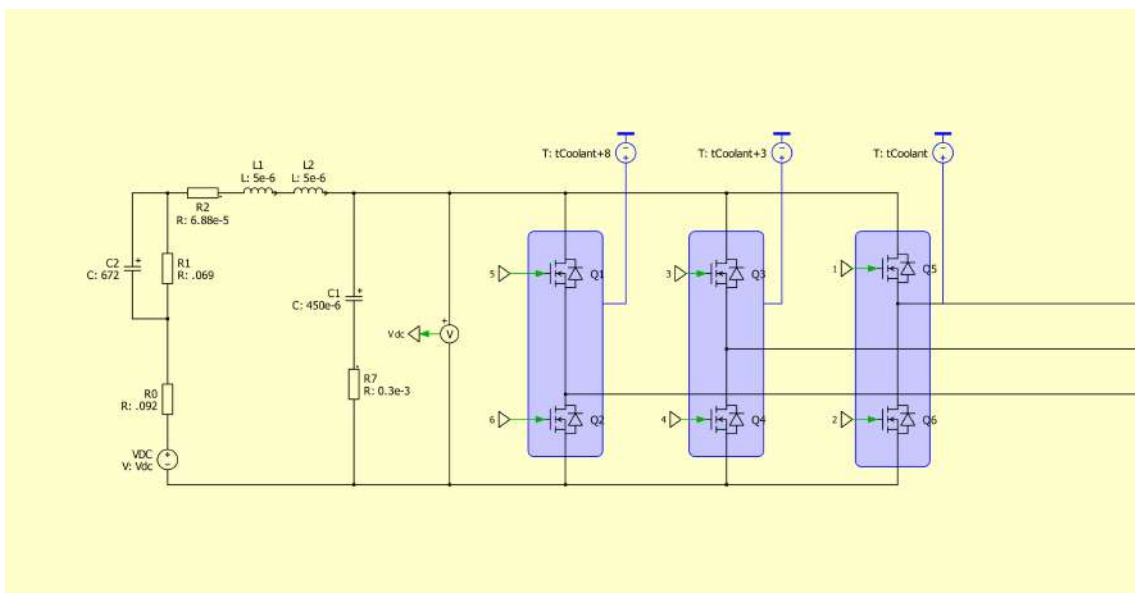 T: tCoolant+8
T: tCoolant+3
T: tCoolant
L1
L: 5e-6
L2
L: 5e-6
R2
R: 6.88e-5
C2
C: 672
R1
R: .069
C1
C: 450e-6
Vdc
V
R7
R: 0.3e-3
R0
R: .092
VDC
V: Vdc
5
Q1
3
Q3
1
Q5
6
Q2
4
Q4
2
Q6